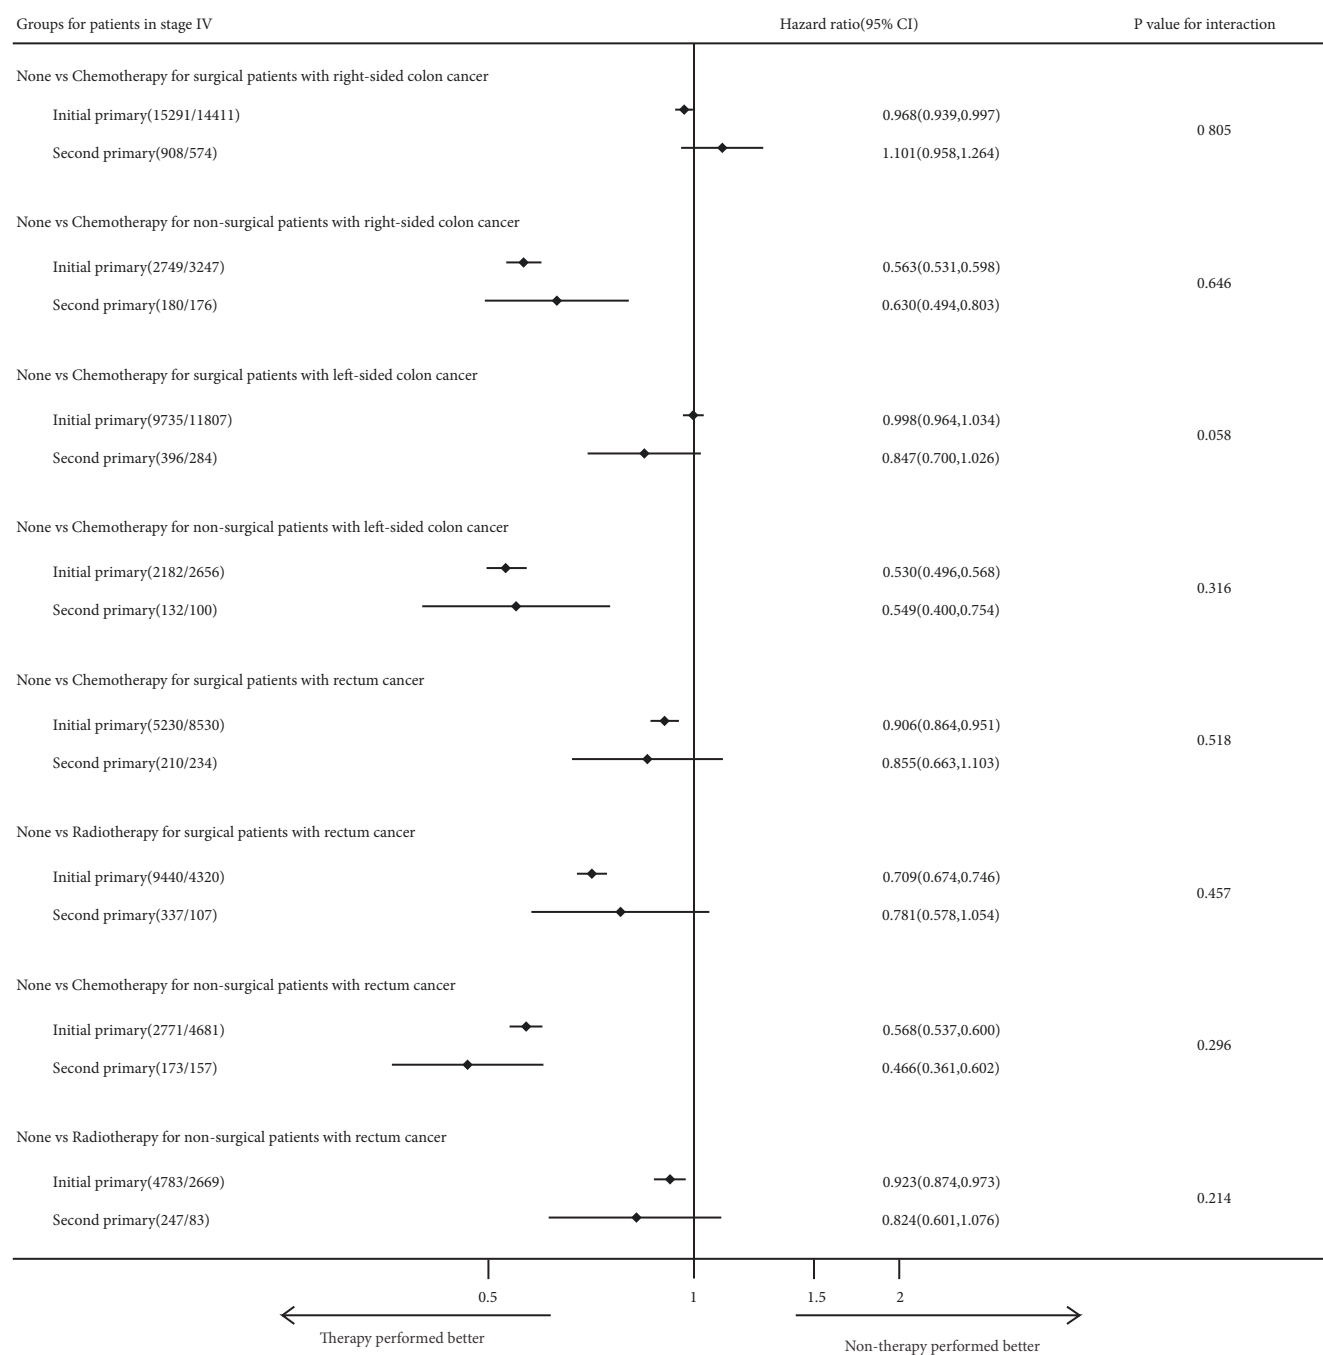 Groups for patients in stage IV Hazard ratio(95% CI) P value for interaction
None vs Chemotherapy for surgical patients with right-sided colon cancer
Initial primary(15291/14411) 0.968(0.939,0.997)
0 805
Second primary(908/574) 1.101(0.958,1.264)
None vs Chemotherapy for non-surgical patients with right-sided colon cancer
Initial primary(2749/3247) 0.563(0.531,0.598)
0.646
Second primary(180/176) 0.630(0.494,0.803)
None vs Chemotherapy for surgical patients with left-sided colon cancer
Initial primary(9735/11807) 0.998(0.964,1.034)
0.058
Second primary(396/284) 0.847(0.700,1.026)
None vs Chemotherapy for non-surgical patients with left-sided colon cancer
Initial primary(2182/2656) 0.530(0.496,0.568)
0.316
Second primary(132/100) 0.549(0.400,0.754)
None vs Chemotherapy for surgical patients with rectum cancer
Initial primary(5230/8530) 0.906(0.864,0.951)
0.518
Second primary(210/234) 0.855(0.663,1.103)
None vs Radiotherapy for surgical patients with rectum cancer
Initial primary(9440/4320) 0.709(0.674,0.746)
0.457
Second primary(337/107) 0.781(0.578,1.054)
None vs Chemotherapy for non-surgical patients with rectum cancer
Initial primary(2771/4681) 0.568(0.537,0.600)
0.296
Second primary(173/157) 0.466(0.361,0.602)
None vs Radiotherapy for non-surgical patients with rectum cancer
Initial primary(4783/2669) 0.923(0.874,0.973)
0.214
Second primary(247/83) 0.824(0.601,1.076)
0.5 1 1.5 2
Therapy performed better
Non-therapy performed better